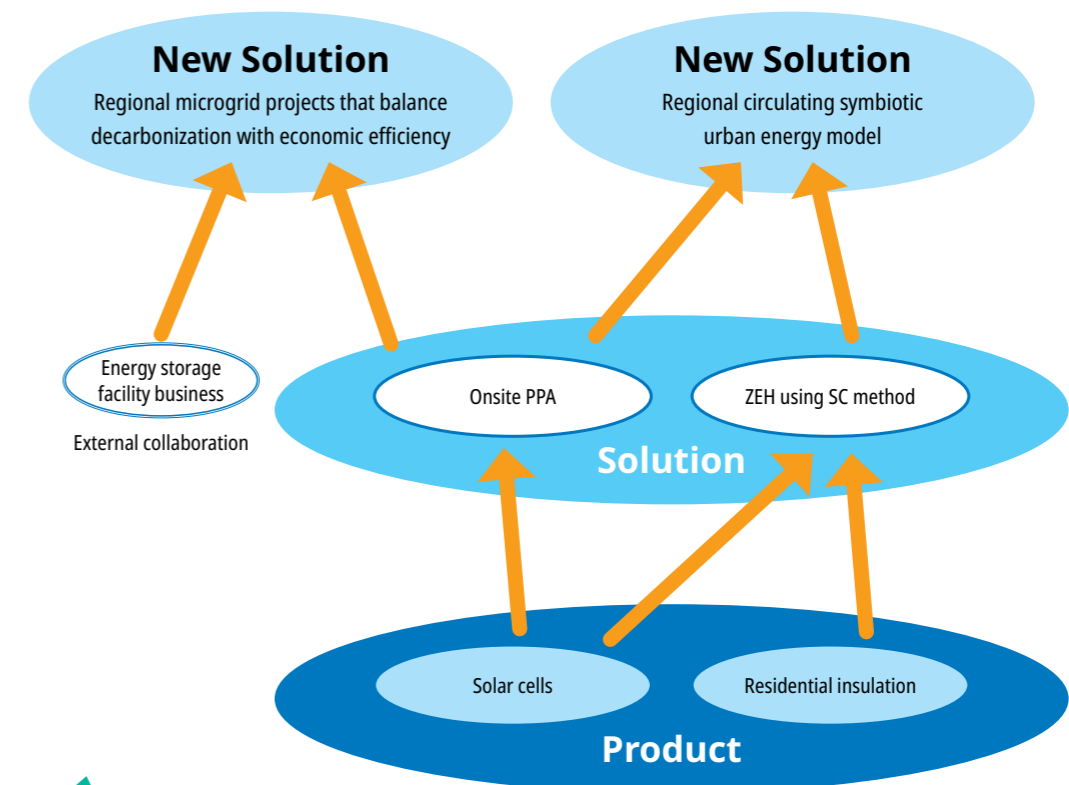 New Solution
Regional microgrid projects that balance
decarbonization with economic efficiency
New Solution
Regional circulating symbiotic
urban energy model
Energy storage
facility business
External collaboration
Onsite PPA
ZEH using SC method
Solution
Solar cells
Residential insulation
Product